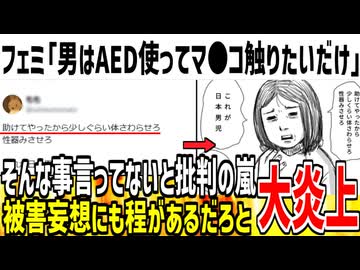 フェミ「男はAED使ってマ●コ触りたいだけ」
助けてやったから少しぐらい体さわらせろ
性器みさせろ
これが
日本男児
助けてやったから
少しぐらい体さわらせろ
性器みさせろ
そんな事言ってないと批判の嵐
被害妄想にも程があるだろと
大炎上